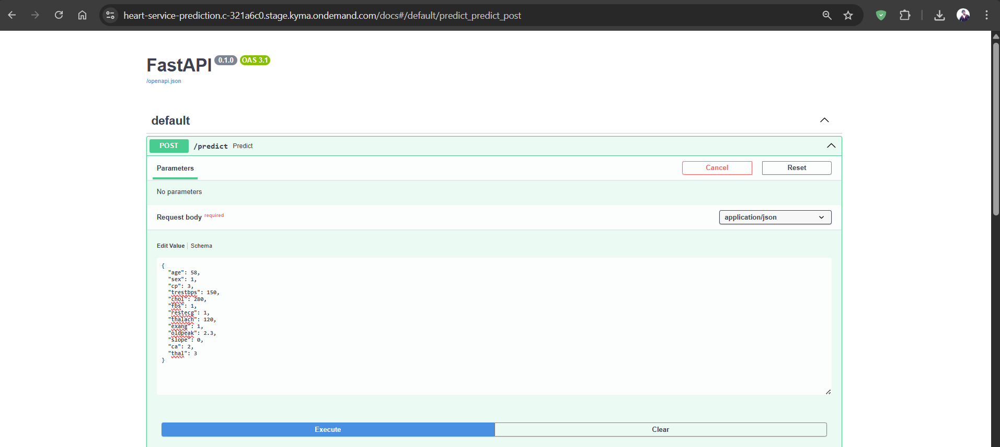 heart-service-prediction.c-321a6c0.stage.kyma.ondemand.com/docs#/default/predict_predict_post
FastAPI 0.1.0 OAS 3.1
/openapi.json
default
POST /predict Predict
Parameters
Cancel
Reset
No parameters
Request body required
application/json
Edit Value | Schema
{
"age": 58,
"sex": 1,
"cp": 3,
"trestbps": 150,
"chol": 280,
"fbs": 1,
"restecg": 1,
"thalach": 120,
"exang": 1,
"oldpeak": 2.3,
"slope": 0,
"ca": 2,
"thal": 3
}
Execute
Clear